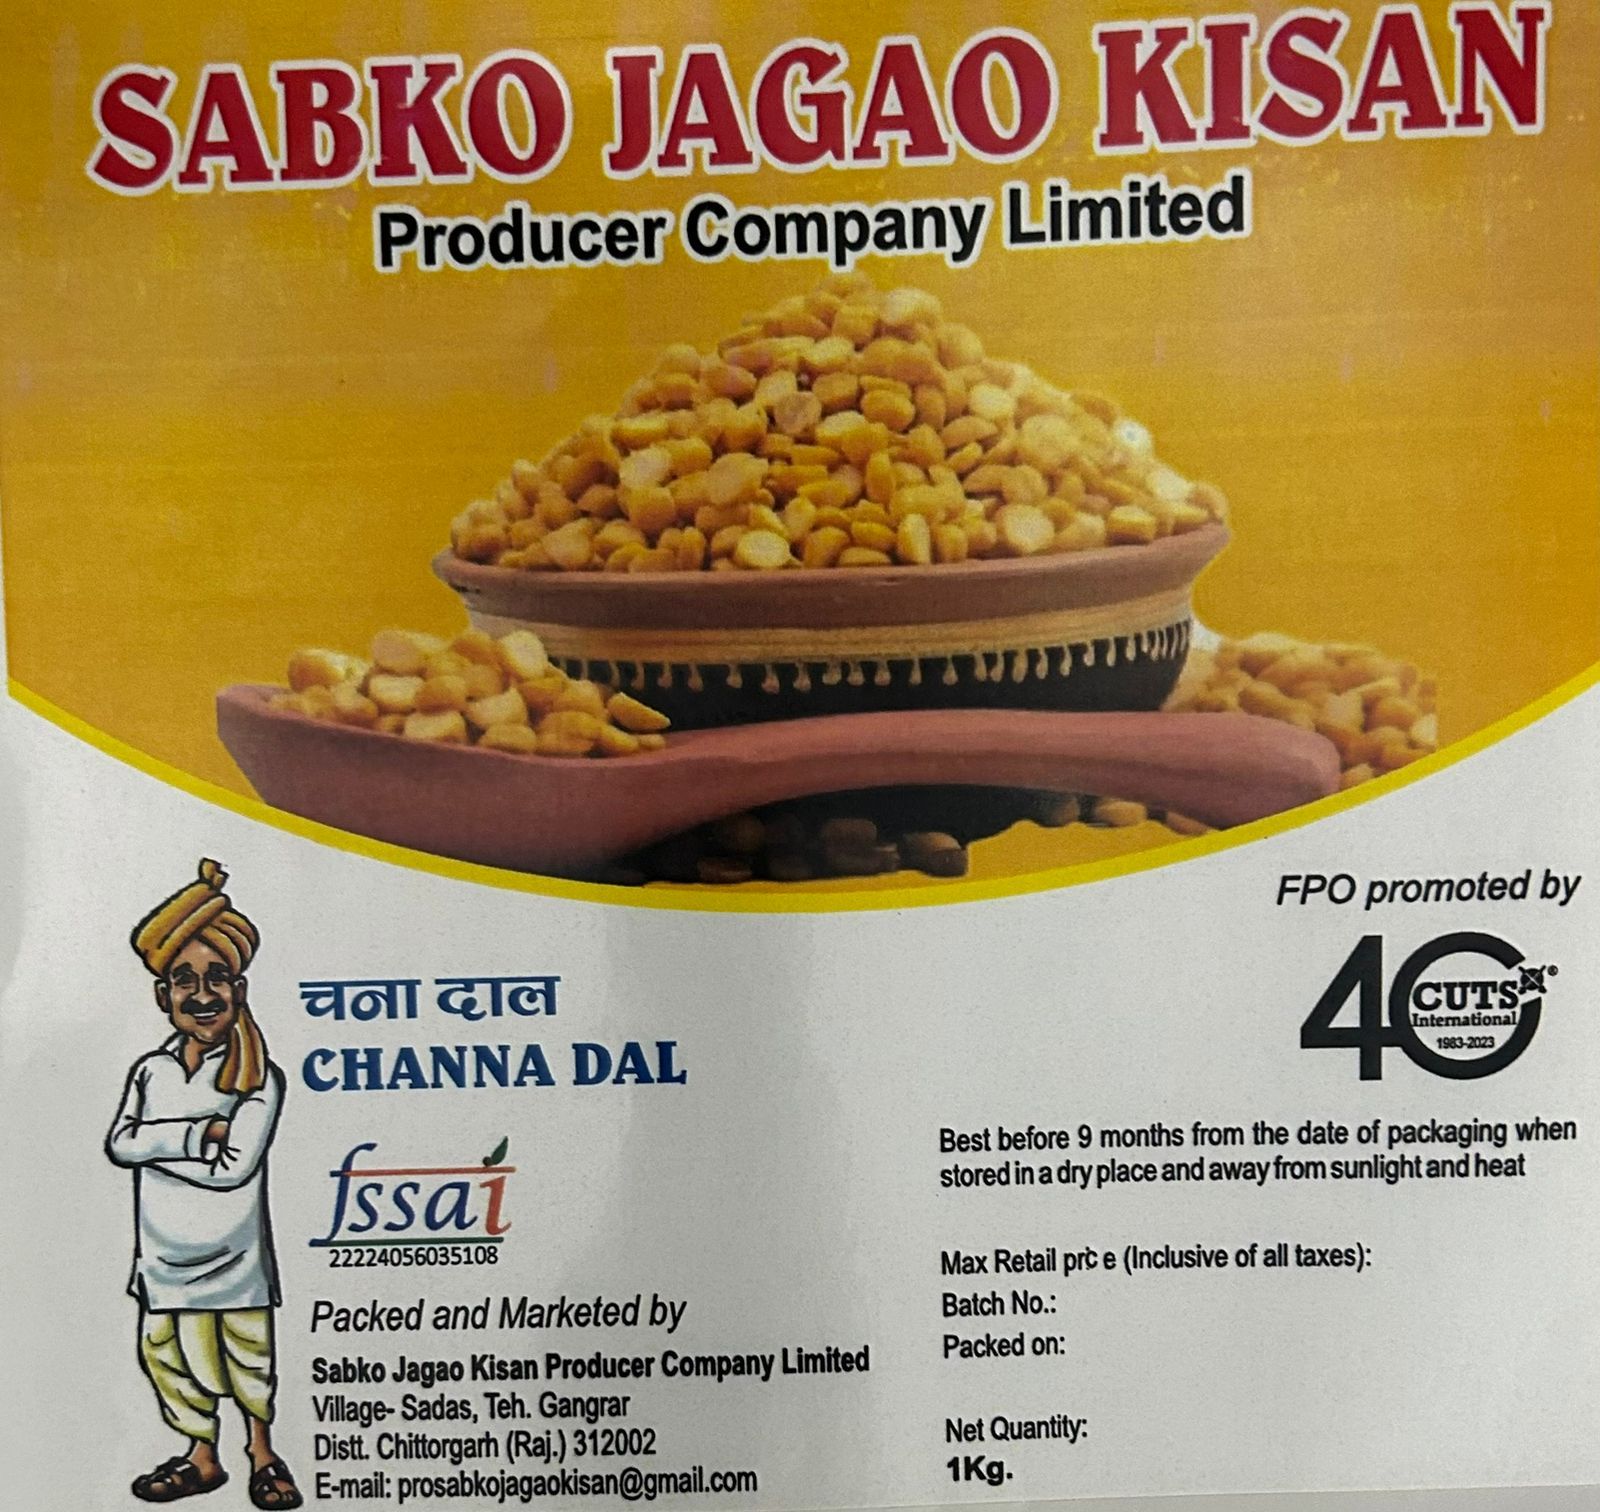 SABKO JAGAO KISAN
Producer Company Limited
FPO promoted by
40
CUTS®
International
1983-2023
चना दाल
CHANNA DAL
fssai
22224056035108
Packed and Marketed by
Sabko Jagao Kisan Producer Company Limited
Village- Sadas, Teh. Gangrar
Distt. Chittorgarh (Raj.) 312002
E-mail: prosabkojagaokisan@gmail.com
Best before 9 months from the date of packaging when
stored in a dry place and away from sunlight and heat
Max Retail price (Inclusive of all taxes):
Batch No.:
Packed on:
Net Quantity:
1Kg.